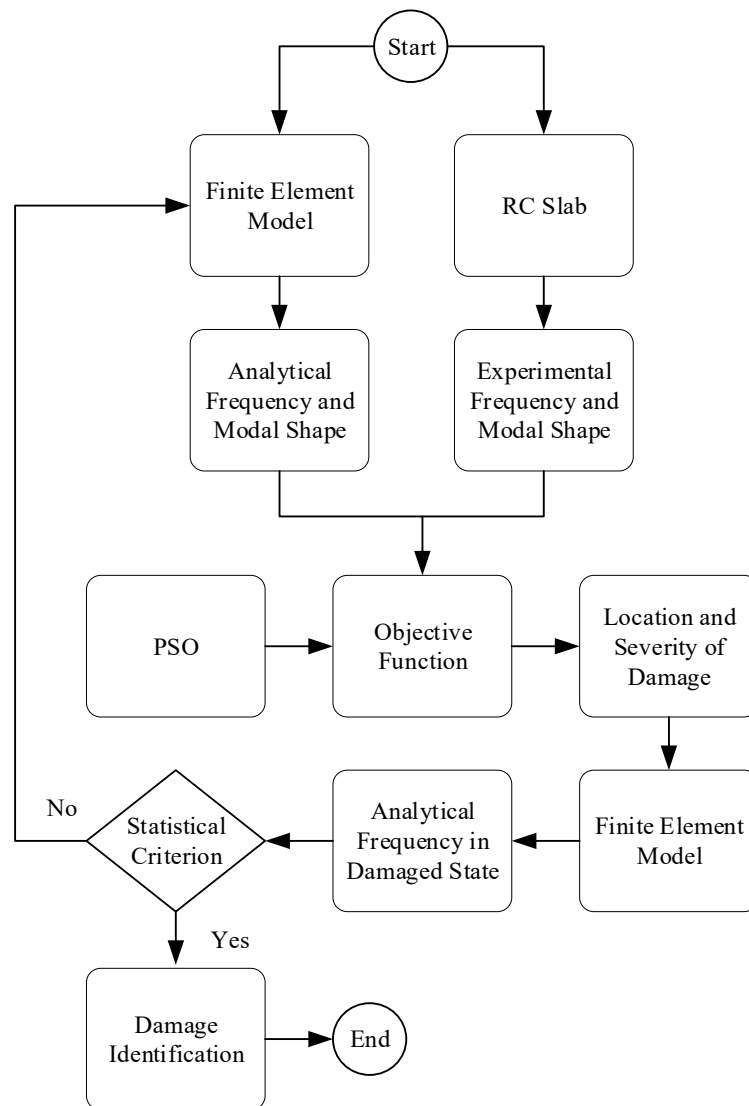 Start
Finite Element
Model
RC Slab
Analytical
Frequency and
Modal Shape
Experimental
Frequency and
Modal Shape
PSO
Objective
Function
Location and
Severity of
Damage
No
Statistical
Criterion
Analytical
Frequency in
Damaged State
Finite Element
Model
Yes
Damage
Identification
End